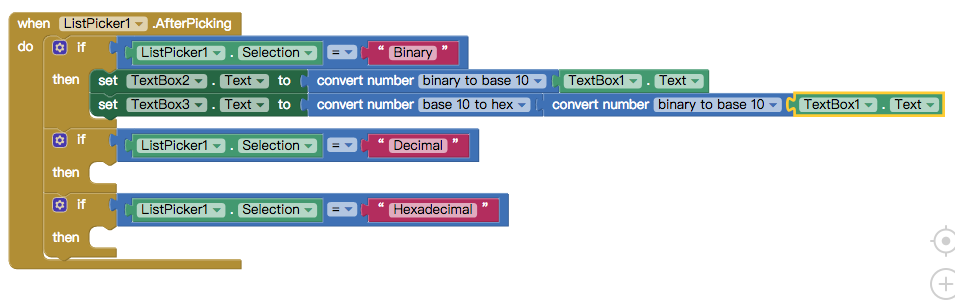 when ListPicker1 .AfterPicking
do if ListPicker1 . Selection = “ Binary ”
then set TextBox2 . Text to convert number binary to base 10 TextBox1 . Text
set TextBox3 . Text to convert number base 10 to hex convert number binary to base 10 TextBox1 . Text
if ListPicker1 . Selection = “ Decimal ”
then
if ListPicker1 . Selection = “ Hexadecimal ”
then